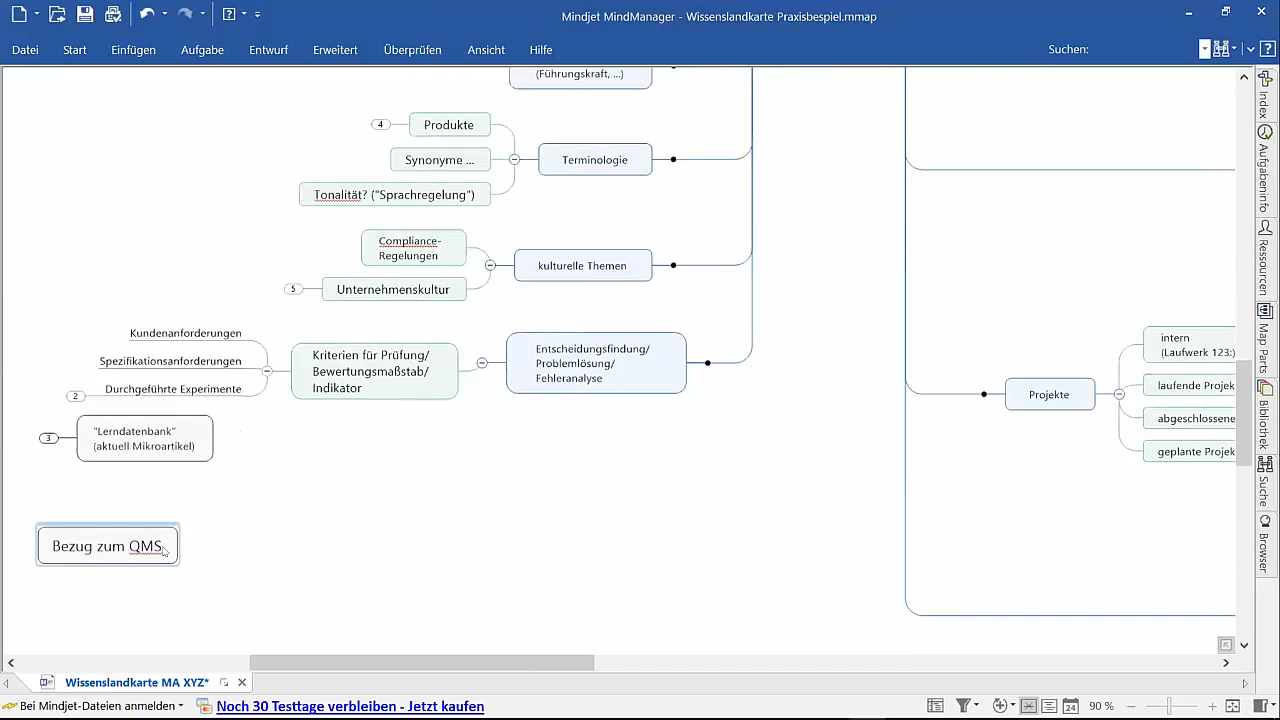 Mindjet MindManager - Wissenslandkarte Praxisbespiel.mmap
Datei Start Einfügen Aufgabe Entwurf Erweitert Überprüfen Ansicht Hilfe Suchen:
(Führungskraft, ...)
4 Produkte
Synonyme ...
Terminologie
Tonalität? ("Sprachregelung")
Compliance-
Regelungen
kulturelle Themen
5 Unternehmenskultur
Kundenanforderungen
Spezifikationsanforderungen
2 Durchgeführte Experimente
Kriterien für Prüfung/
Bewertungsmaßstab/
Indikator
Entscheidungsfindung/
Problemlösung/
Fehleranalyse
3 "Lerndatenbank"
(aktuell Mikroartikel)
Bezug zum QMS
Projekte
intern
(Laufwerk 123:)
laufende Projek
abgeschlossene
geplante Projek
Index
Aufgabeninfo
Ressourcen
Map Parts
Bibliothek
Suche
Browser
Wissenslandkarte MA XYZ*
Bei Mindjet-Dateien anmelden
Noch 30 Testtage verbleiben - Jetzt kaufen
24
90 %